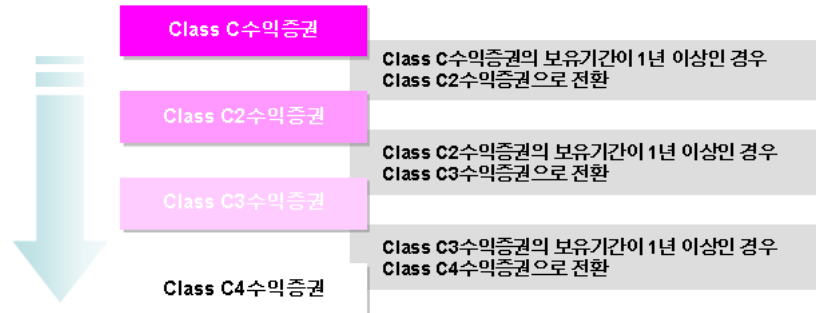 Class C수익증권
Class C수익증권의 보유기간이 1년 이상인 경우
Class C2수익증권으로 전환
Class C2수익증권
Class C2수익증권의 보유기간이 1년 이상인 경우
Class C3수익증권으로 전환
Class C3수익증권
Class C3수익증권의 보유기간이 1년 이상인 경우
Class C4수익증권으로 전환
Class C4수익증권